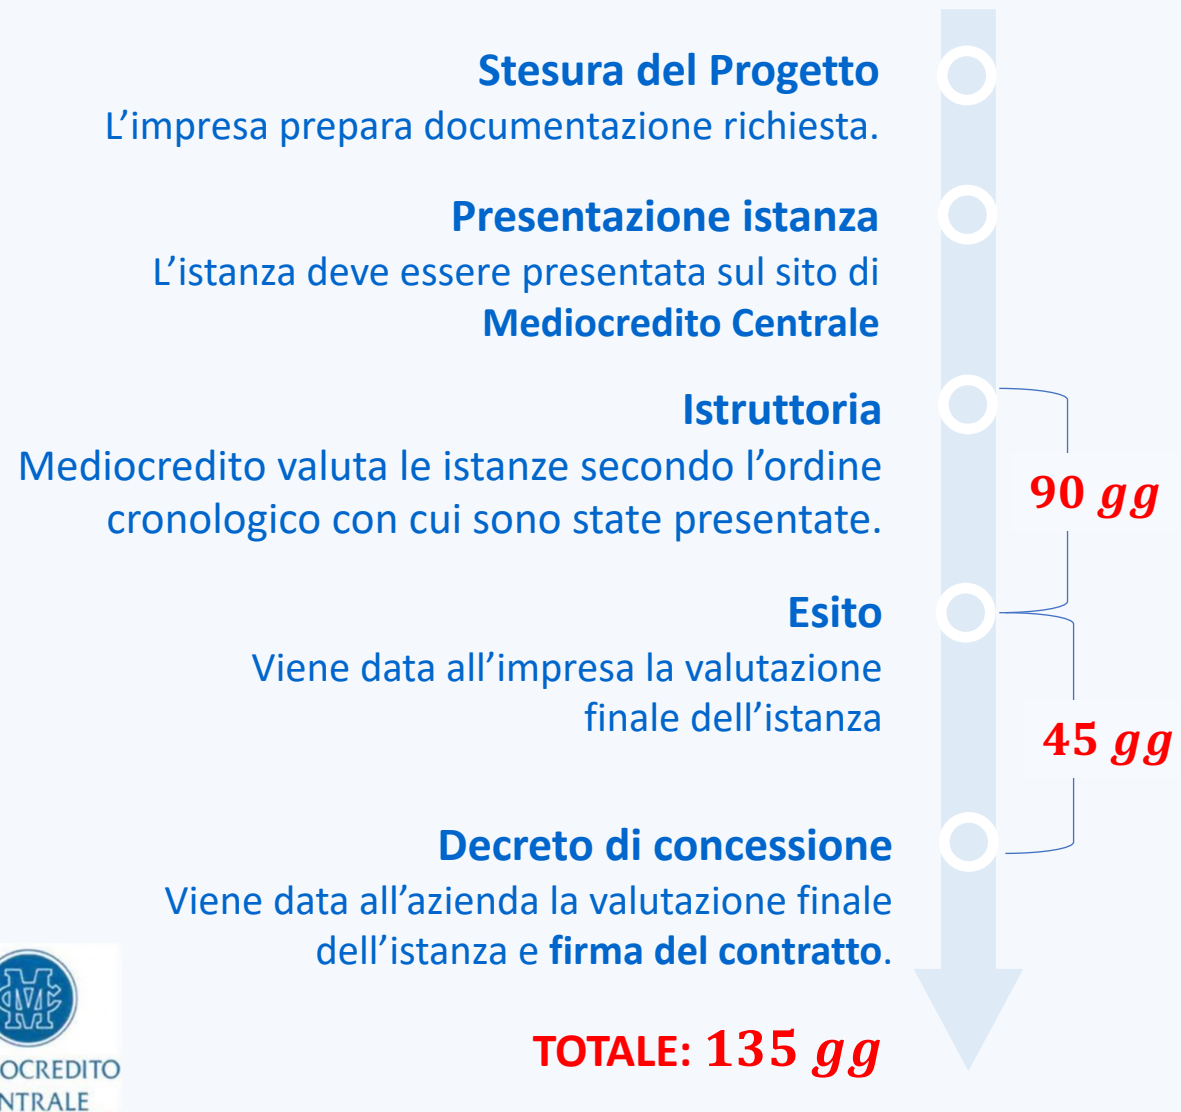 Stesura del Progetto
L’impresa prepara documentazione richiesta.
Presentazione istanza
L’istanza deve essere presentata sul sito di
Mediocredito Centrale
Istruttoria
Mediocredito valuta le istanze secondo l’ordine
cronologico con cui sono state presentate.
90 gg
Esito
Viene data all’impresa la valutazione
finale dell’istanza
45 gg
Decreto di concessione
Viene data all’azienda la valutazione finale
dell’istanza e firma del contratto.
TOTALE: 135 gg
OCREDITO
NTRALE